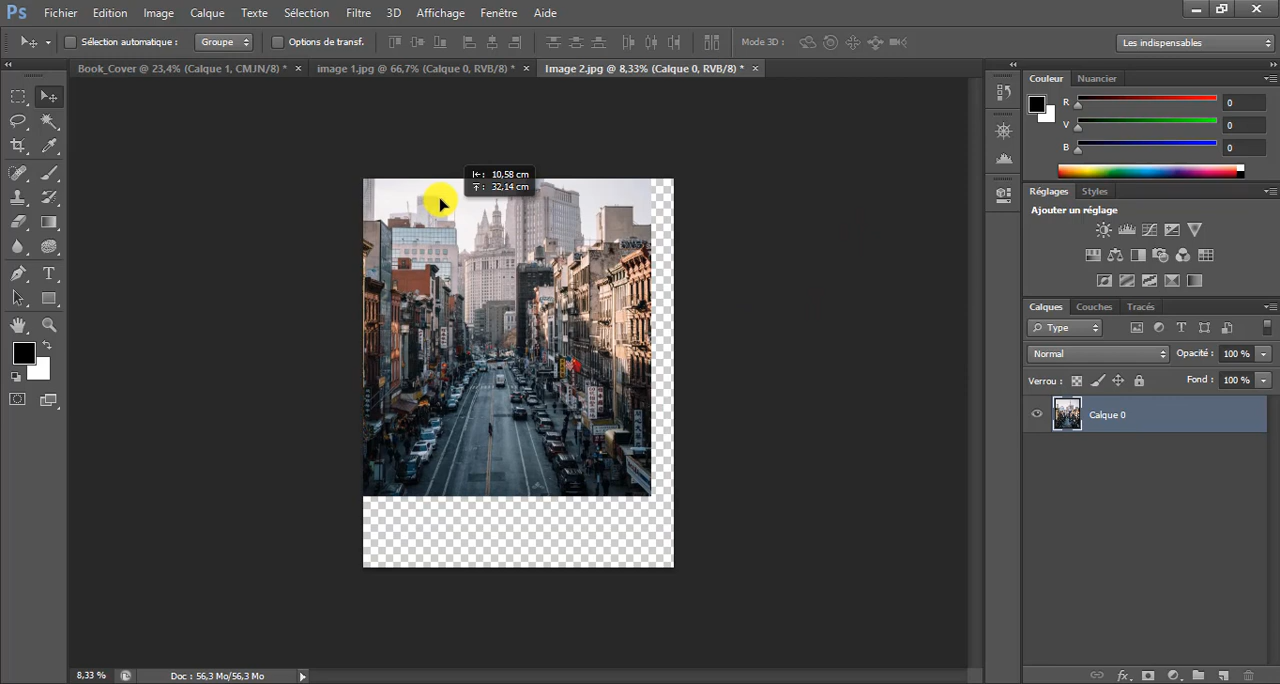 Ps Fichier Edition Image Calque Texte Sélection Filtre 3D Affichage Fenêtre Aide
Sélection automatique : Groupe Options de transf. Mode 3D : Les indispensables
Book_Cover @ 23,4% (Calque 1, CMJN/8) * × image 1.jpg @ 66,7% (Calque 0, RVB/8) * × Image 2.jpg @ 8,33% (Calque 0, RVB/8) * ×
Couleur Nuancier
R 0
V 0
B 0
10,58 cm
32,14 cm
Réglages Styles
Ajouter un réglage
T
Calques Couches Tracés
Type T
Normal Opacité : 100 %
Verrou : Fond : 100 %
Calque 0
8,33 % Doc : 56,3 Mo/56,3 Mo
fx